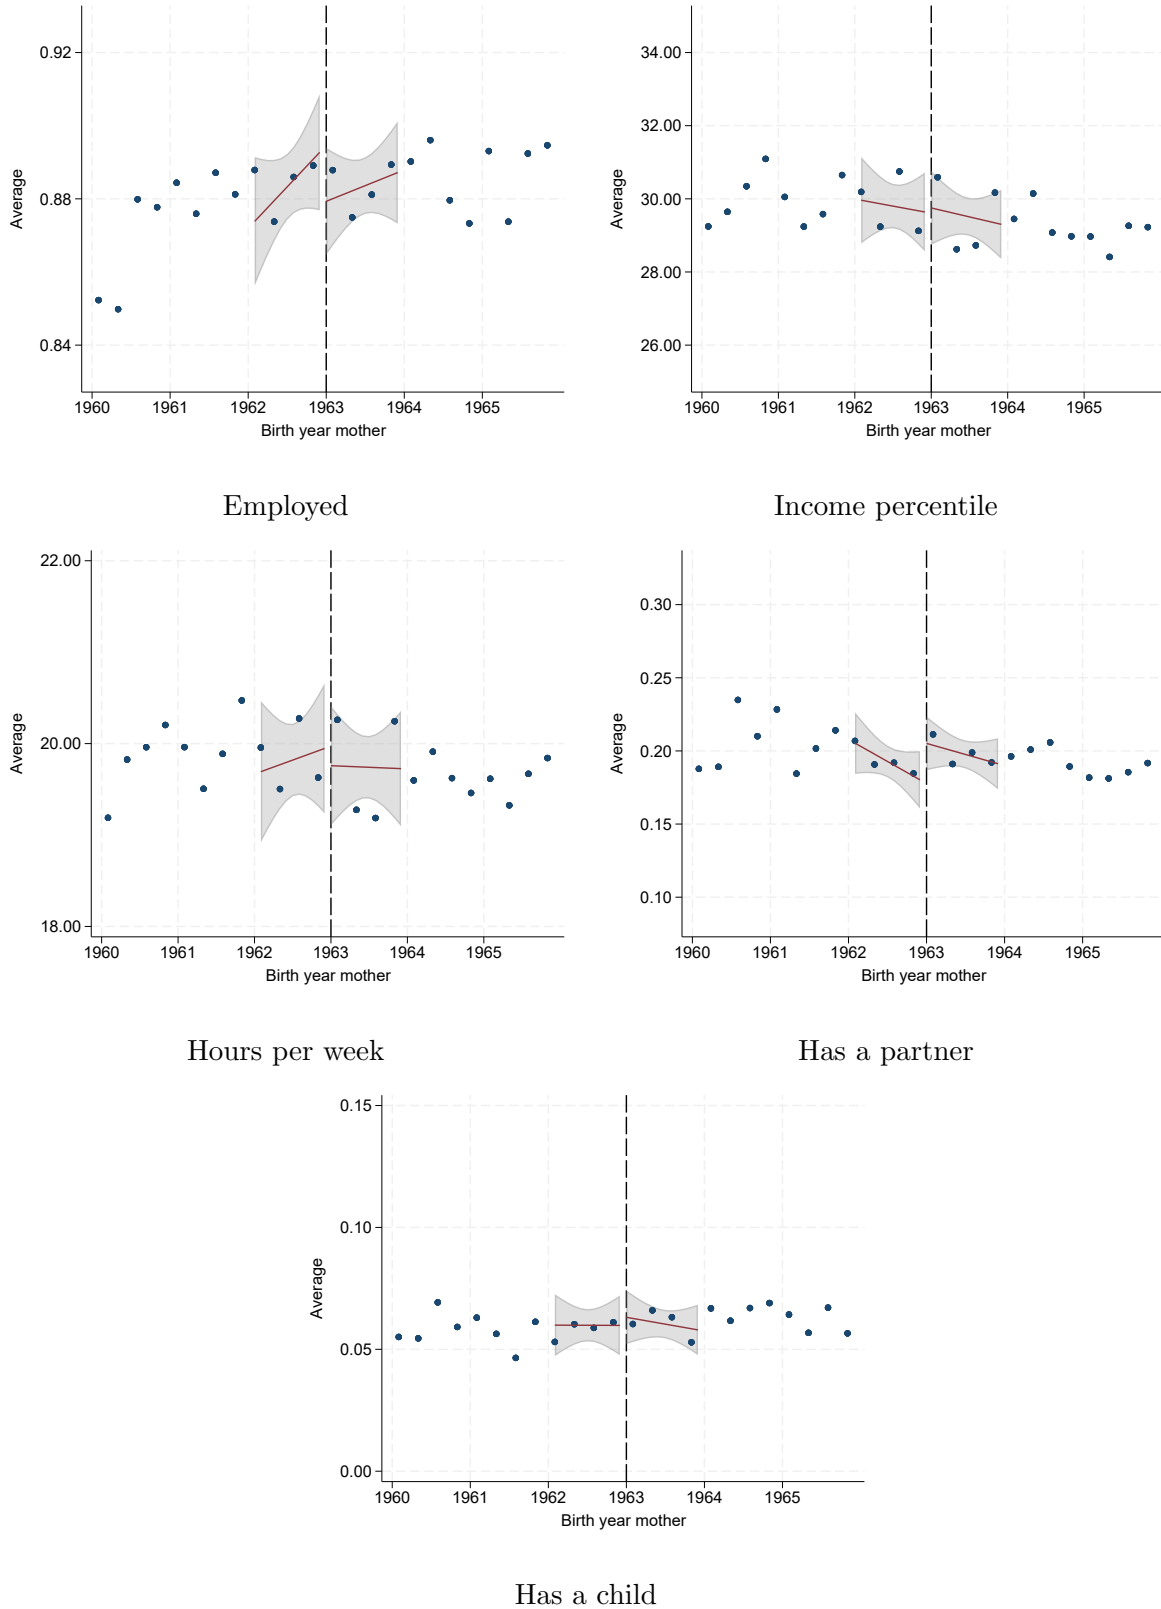 0.92
0.88
0.84
Average
1960 1961 1962 1963 1964 1965
Birth year mother
Employed
34.00
32.00
30.00
28.00
26.00
Average
1960 1961 1962 1963 1964 1965
Birth year mother
Income percentile
22.00
20.00
18.00
Average
1960 1961 1962 1963 1964 1965
Birth year mother
Hours per week
0.30
0.25
0.20
0.15
0.10
Average
1960 1961 1962 1963 1964 1965
Birth year mother
Has a partner
0.15
0.10
0.05
0.00
Average
1960 1961 1962 1963 1964 1965
Birth year mother
Has a child